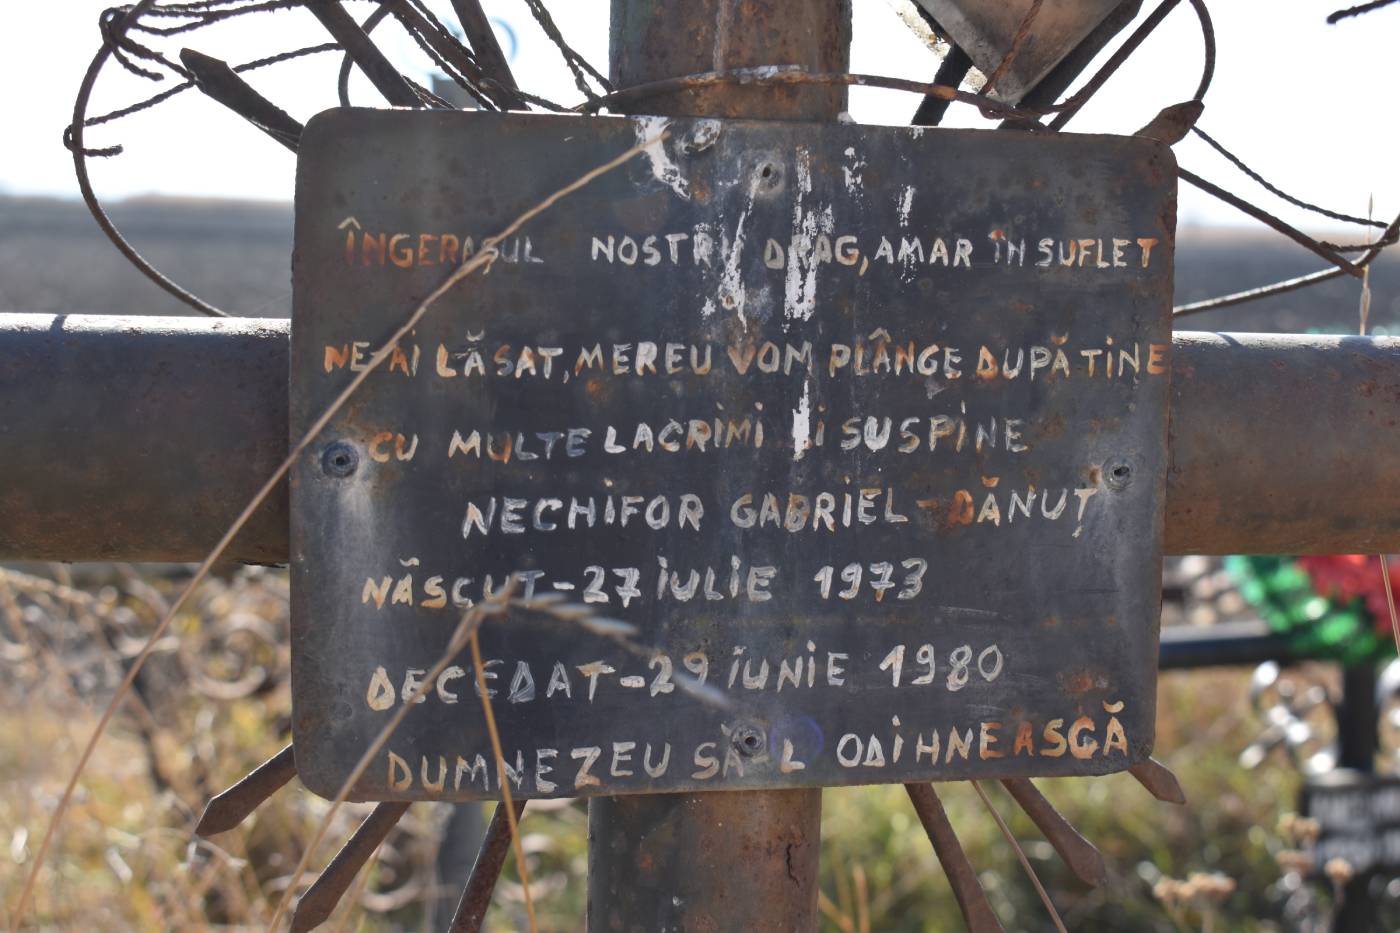 ÎNGERAȘUL NOSTRU DRAG, AMAR ÎN SUFLET
NE-AI LĂSAT, MEREU VOM PLÂNGE DUPĂ TINE
CU MULTE LACRIMI ȘI SUSPINE
NECHIFOR GABRIEL-DĂNUȚ
NĂSCUT-27 IULIE 1973
DECEDAT-29 IUNIE 1980
DUMNEZEU SĂ-L ODIHNEASCĂ